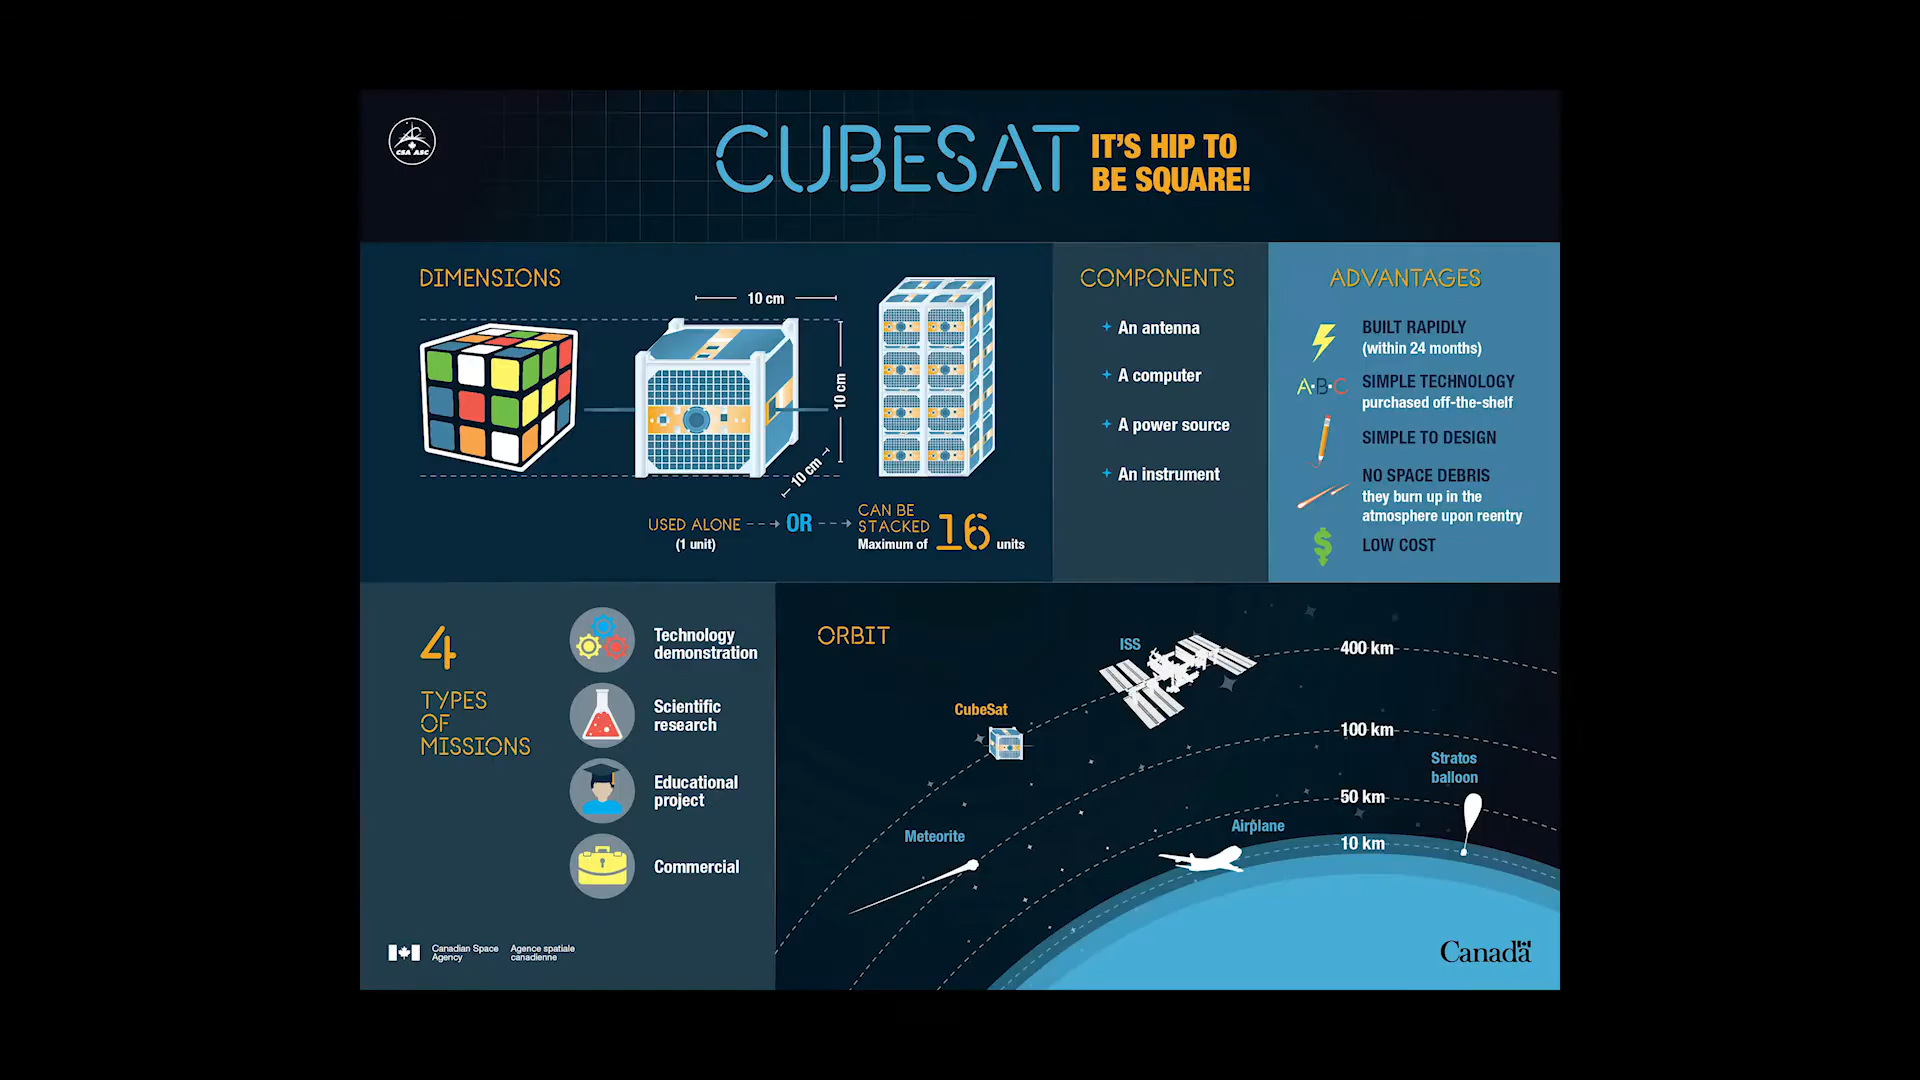 CSA ASC
CUBESAT
IT'S HIP TO
BE SQUARE!
DIMENSIONS
10 cm
10 cm
10 cm
USED ALONE
(1 unit)
OR
CAN BE
STACKED
Maximum of 16 units
COMPONENTS
An antenna
A computer
A power source
An instrument
ADVANTAGES
BUILT RAPIDLY
(within 24 months)
A·B·C
SIMPLE TECHNOLOGY
purchased off-the-shelf
SIMPLE TO DESIGN
NO SPACE DEBRIS
they burn up in the
atmosphere upon reentry
$
LOW COST
4
TYPES
OF
MISSIONS
Technology
demonstration
Scientific
research
Educational
project
Commercial
Canadian Space
Agency
Agence spatiale
canadienne
ORBIT
ISS
400 km
CubeSat
100 km
Stratos
balloon
50 km
Meteorite
Airplane
10 km
Canada